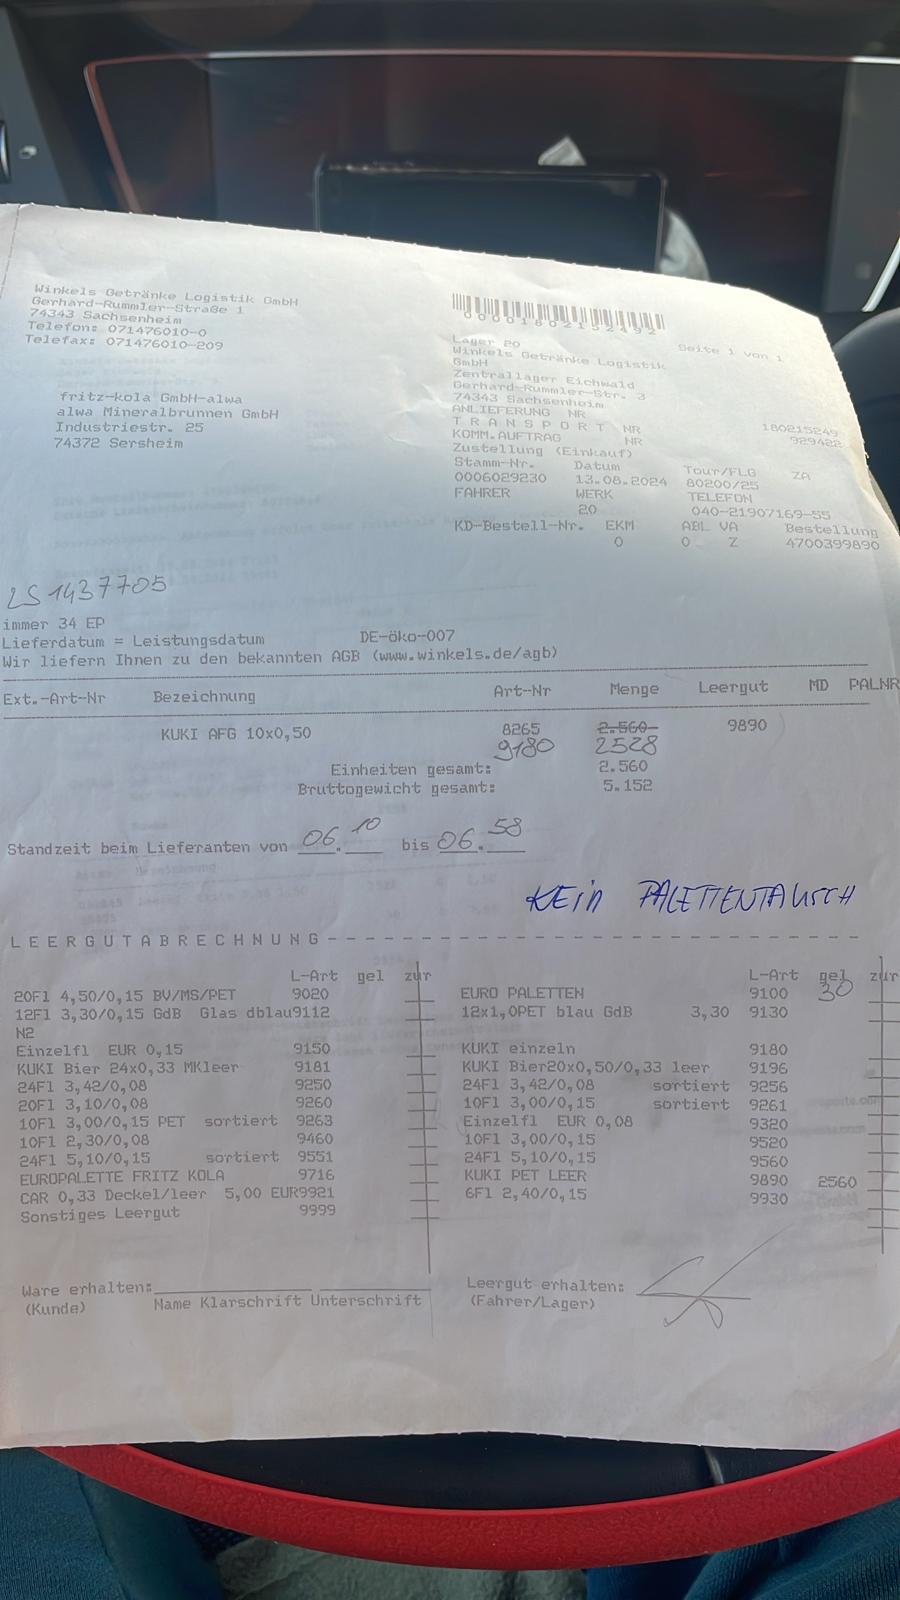 Winkels Getränke Logistik GmbH
Gerhard-Rummler-Straße 1
74343 Sachsenheim
Telefon: 071476010-0
Telefax: 071476010-209
fritz-kola GmbH-alwa
alwa Mineralbrunnen GmbH
Industriestr. 25
74372 Sersheim
Seite 1 von 1
Lager 20
Winkels Getränke Logistik
GmbH
Zentrallager Eichwald
Gerhard-Rummler-Str. 3
74343 Sachsenheim
ANLIEFERUNG NR 180215249
T R A N S P O R T NR 929422
KOMM.AUFTRAG NR
Zustellung (Einkauf)
Stamm-Nr. Datum Tour/FLG ZA
0006029230 13.08.2024 80200/25
FAHRER WERK TELEFON
20 040-21907169-55
KD-Bestell-Nr. EKM ABL VA Bestellung
0 0 Z 4700399890
LS 1437705
immer 34 EP
Lieferdatum = Leistungsdatum DE-öko-007
Wir liefern Ihnen zu den bekannten AGB (www.winkels.de/agb)
Ext.-Art-Nr Bezeichnung Art-Nr Menge Leergut MD PALNR
KUKI AFG 10x0,50 8265 2.560 9890
9180 2528
Einheiten gesamt: 2.560
Bruttogewicht gesamt: 5.152
Standzeit beim Lieferanten von 06.10 bis 06.58
KEIN PALETTENTAUSCH
L E E R G U T A B R E C H N U N G - - - - - - - - - - - - - - - - - - - - - - - - - - - -
L-Art gel zur L-Art gel zur
20Fl 4,50/0,15 BV/MS/PET 9020 EURO PALETTEN 9100 30
12Fl 3,30/0,15 GdB Glas dblau9112 12x1,0PET blau GdB 3,30 9130
N2
Einzelfl EUR 0,15 9150 KUKI einzeln 9180
KUKI Bier 24x0,33 MKleer 9181 KUKI Bier20x0,50/0,33 leer 9196
24Fl 3,42/0,08 9250 24Fl 3,42/0,08 sortiert 9256
20Fl 3,10/0,08 9260 10Fl 3,00/0,15 sortiert 9261
10Fl 3,00/0,15 PET sortiert 9263 Einzelfl EUR 0,08 9320
10Fl 2,30/0,08 9460 10Fl 3,00/0,15 9520
24Fl 5,10/0,15 sortiert 9551 24Fl 5,10/0,15 9560
EUROPALETTE FRITZ KOLA 9716 KUKI PET LEER 9890 2560
CAR 0,33 Deckel/leer 5,00 EUR9921 6Fl 2,40/0,15 9930
Sonstiges Leergut 9999
Ware erhalten: Leergut erhalten:
(Kunde) Name Klarschrift Unterschrift (Fahrer/Lager)